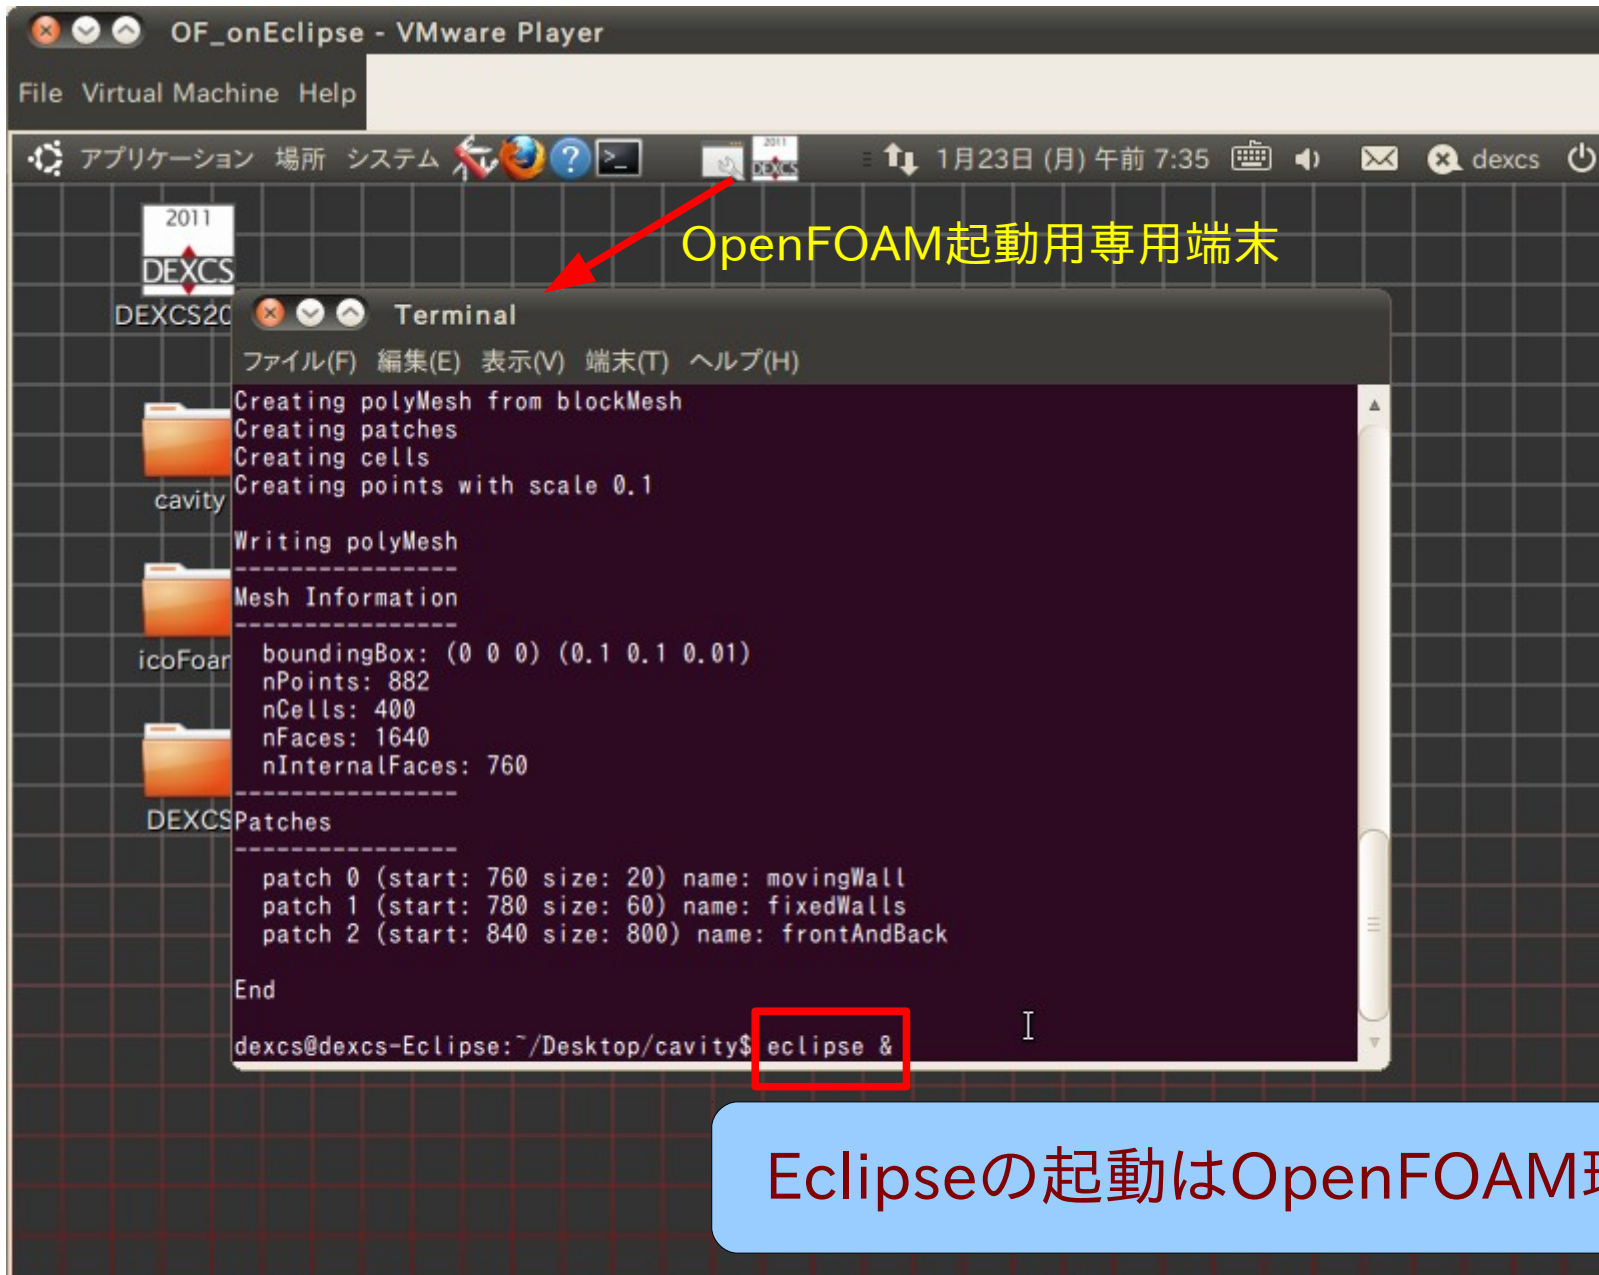 OF_onEclipse - VMware Player
File Virtual Machine Help
アプリケーション 場所 システム 2011 DEXCS 1月23日 (月) 午前 7:35 dexcs
2011
DEXCS
DEXCS20
OpenFOAM起動用専用端末
Terminal
ファイル(F) 編集(E) 表示(V) 端末(T) ヘルプ(H)
cavity
icoFoam
DEXCS
Creating polyMesh from blockMesh
Creating patches
Creating cells
Creating points with scale 0.1
Writing polyMesh
----------------
Mesh Information
----------------
boundingBox: (0 0 0) (0.1 0.1 0.01)
nPoints: 882
nCells: 400
nFaces: 1640
nInternalFaces: 760
----------------
Patches
----------------
patch 0 (start: 760 size: 20) name: movingWall
patch 1 (start: 780 size: 60) name: fixedWalls
patch 2 (start: 840 size: 800) name: frontAndBack
End
dexcs@dexcs-Eclipse:~/Desktop/cavity$ eclipse &
Eclipseの起動はOpenFOAM